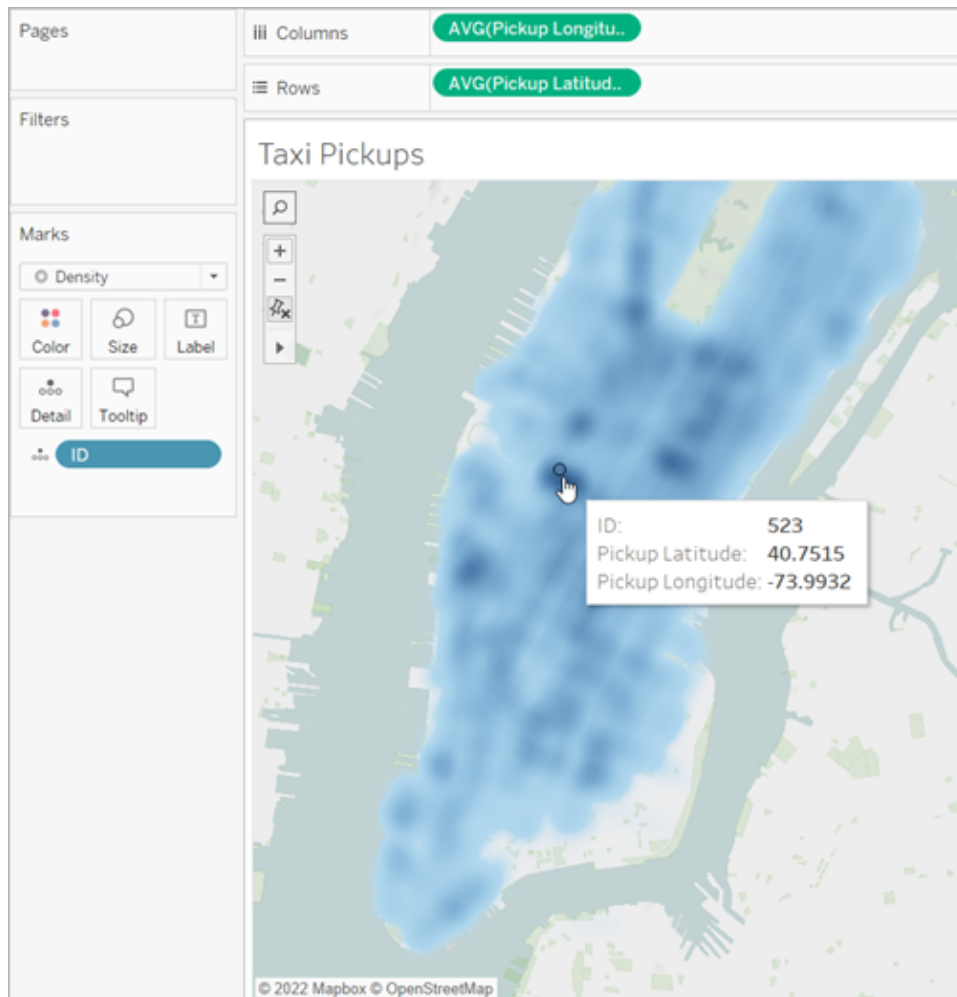 Pages
iii Columns
AVG(Pickup Longitu..
Rows
AVG(Pickup Latitud..
Filters
Taxi Pickups
Marks
Density
Color
Size
T
Label
Detail
Tooltip
ID
ID: 523
Pickup Latitude: 40.7515
Pickup Longitude: -73.9932
© 2022 Mapbox © OpenStreetMap